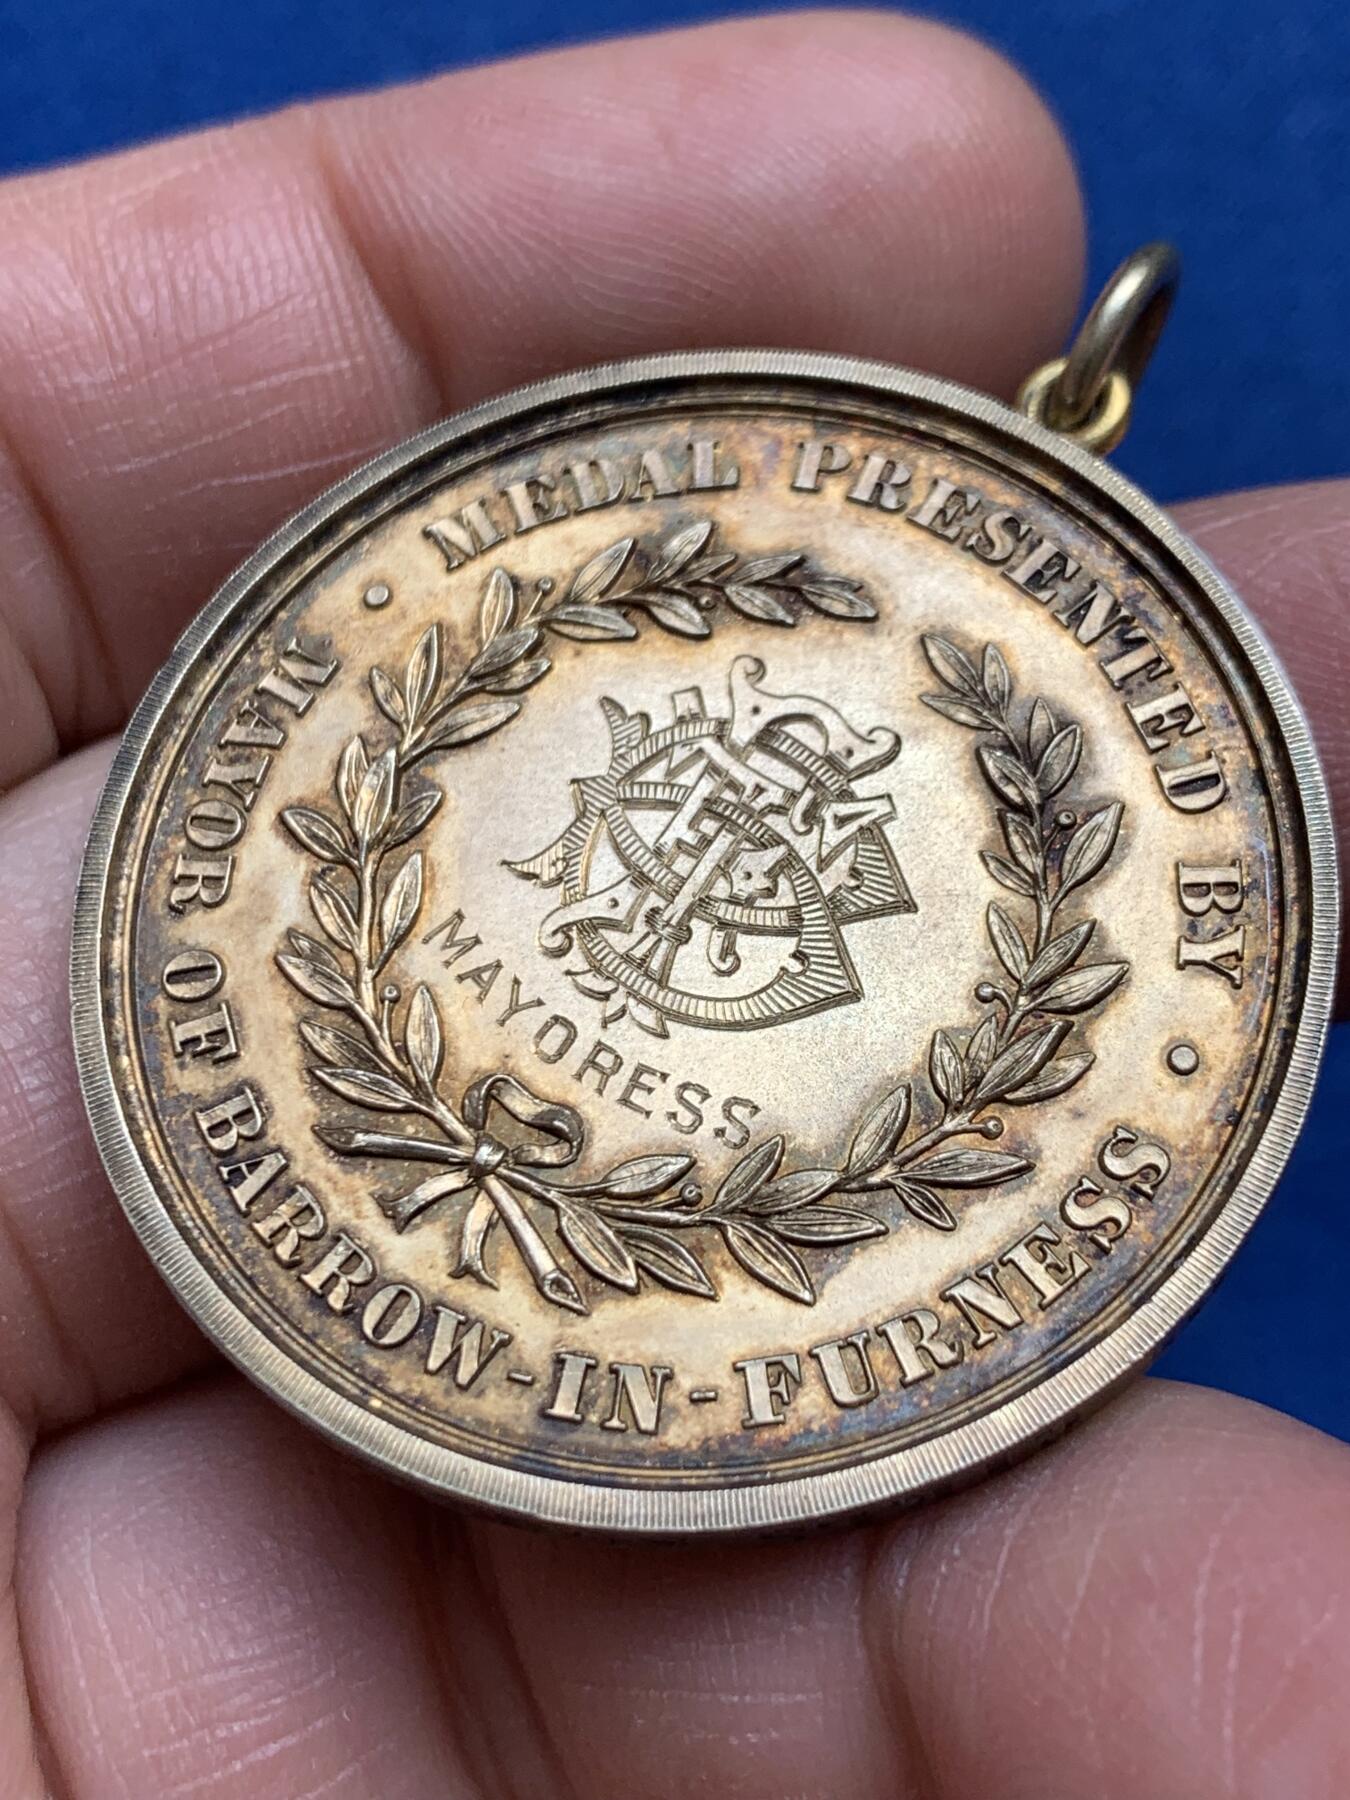 MEDAL PRESENTED BY
MAYOR OF BARROW-IN-FURNESS
MAYORESS